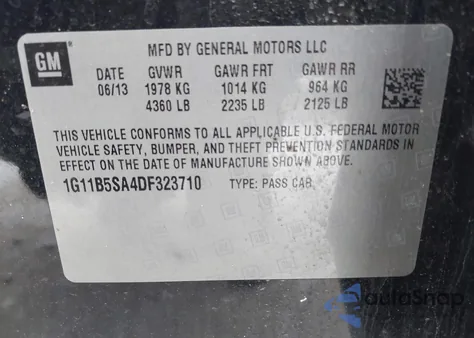 GM
MFD BY GENERAL MOTORS LLC
DATE GVWR GAWR FRT GAWR RR
06/13 1978 KG 1014 KG 964 KG
4360 LB 2235 LB 2125 LB
THIS VEHICLE CONFORMS TO ALL APPLICABLE U.S. FEDERAL MOTOR
VEHICLE SAFETY, BUMPER, AND THEFT PREVENTION STANDARDS IN
EFFECT ON THE DATE OF MANUFACTURE SHOWN ABOVE.
1G11B5SA4DF323710 TYPE: PASS CAR
AutaSnap